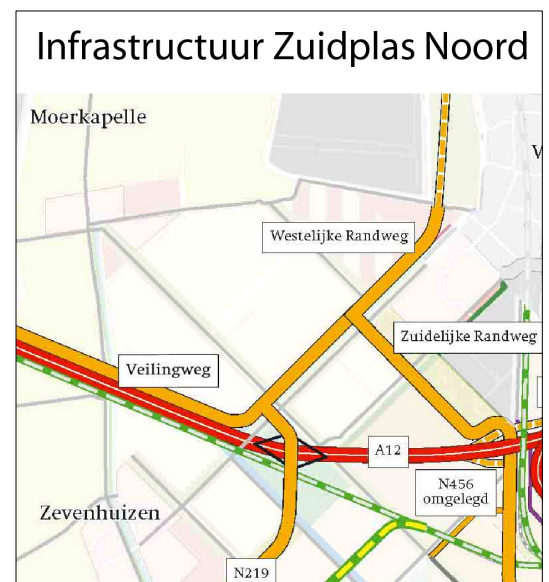 Infrastructuur Zuidplas Noord
Moerkapelle
Westelijke Randweg
Zuidelijke Randweg
Veilingweg
A12
N456
omgelegd
Zevenhuizen
N219